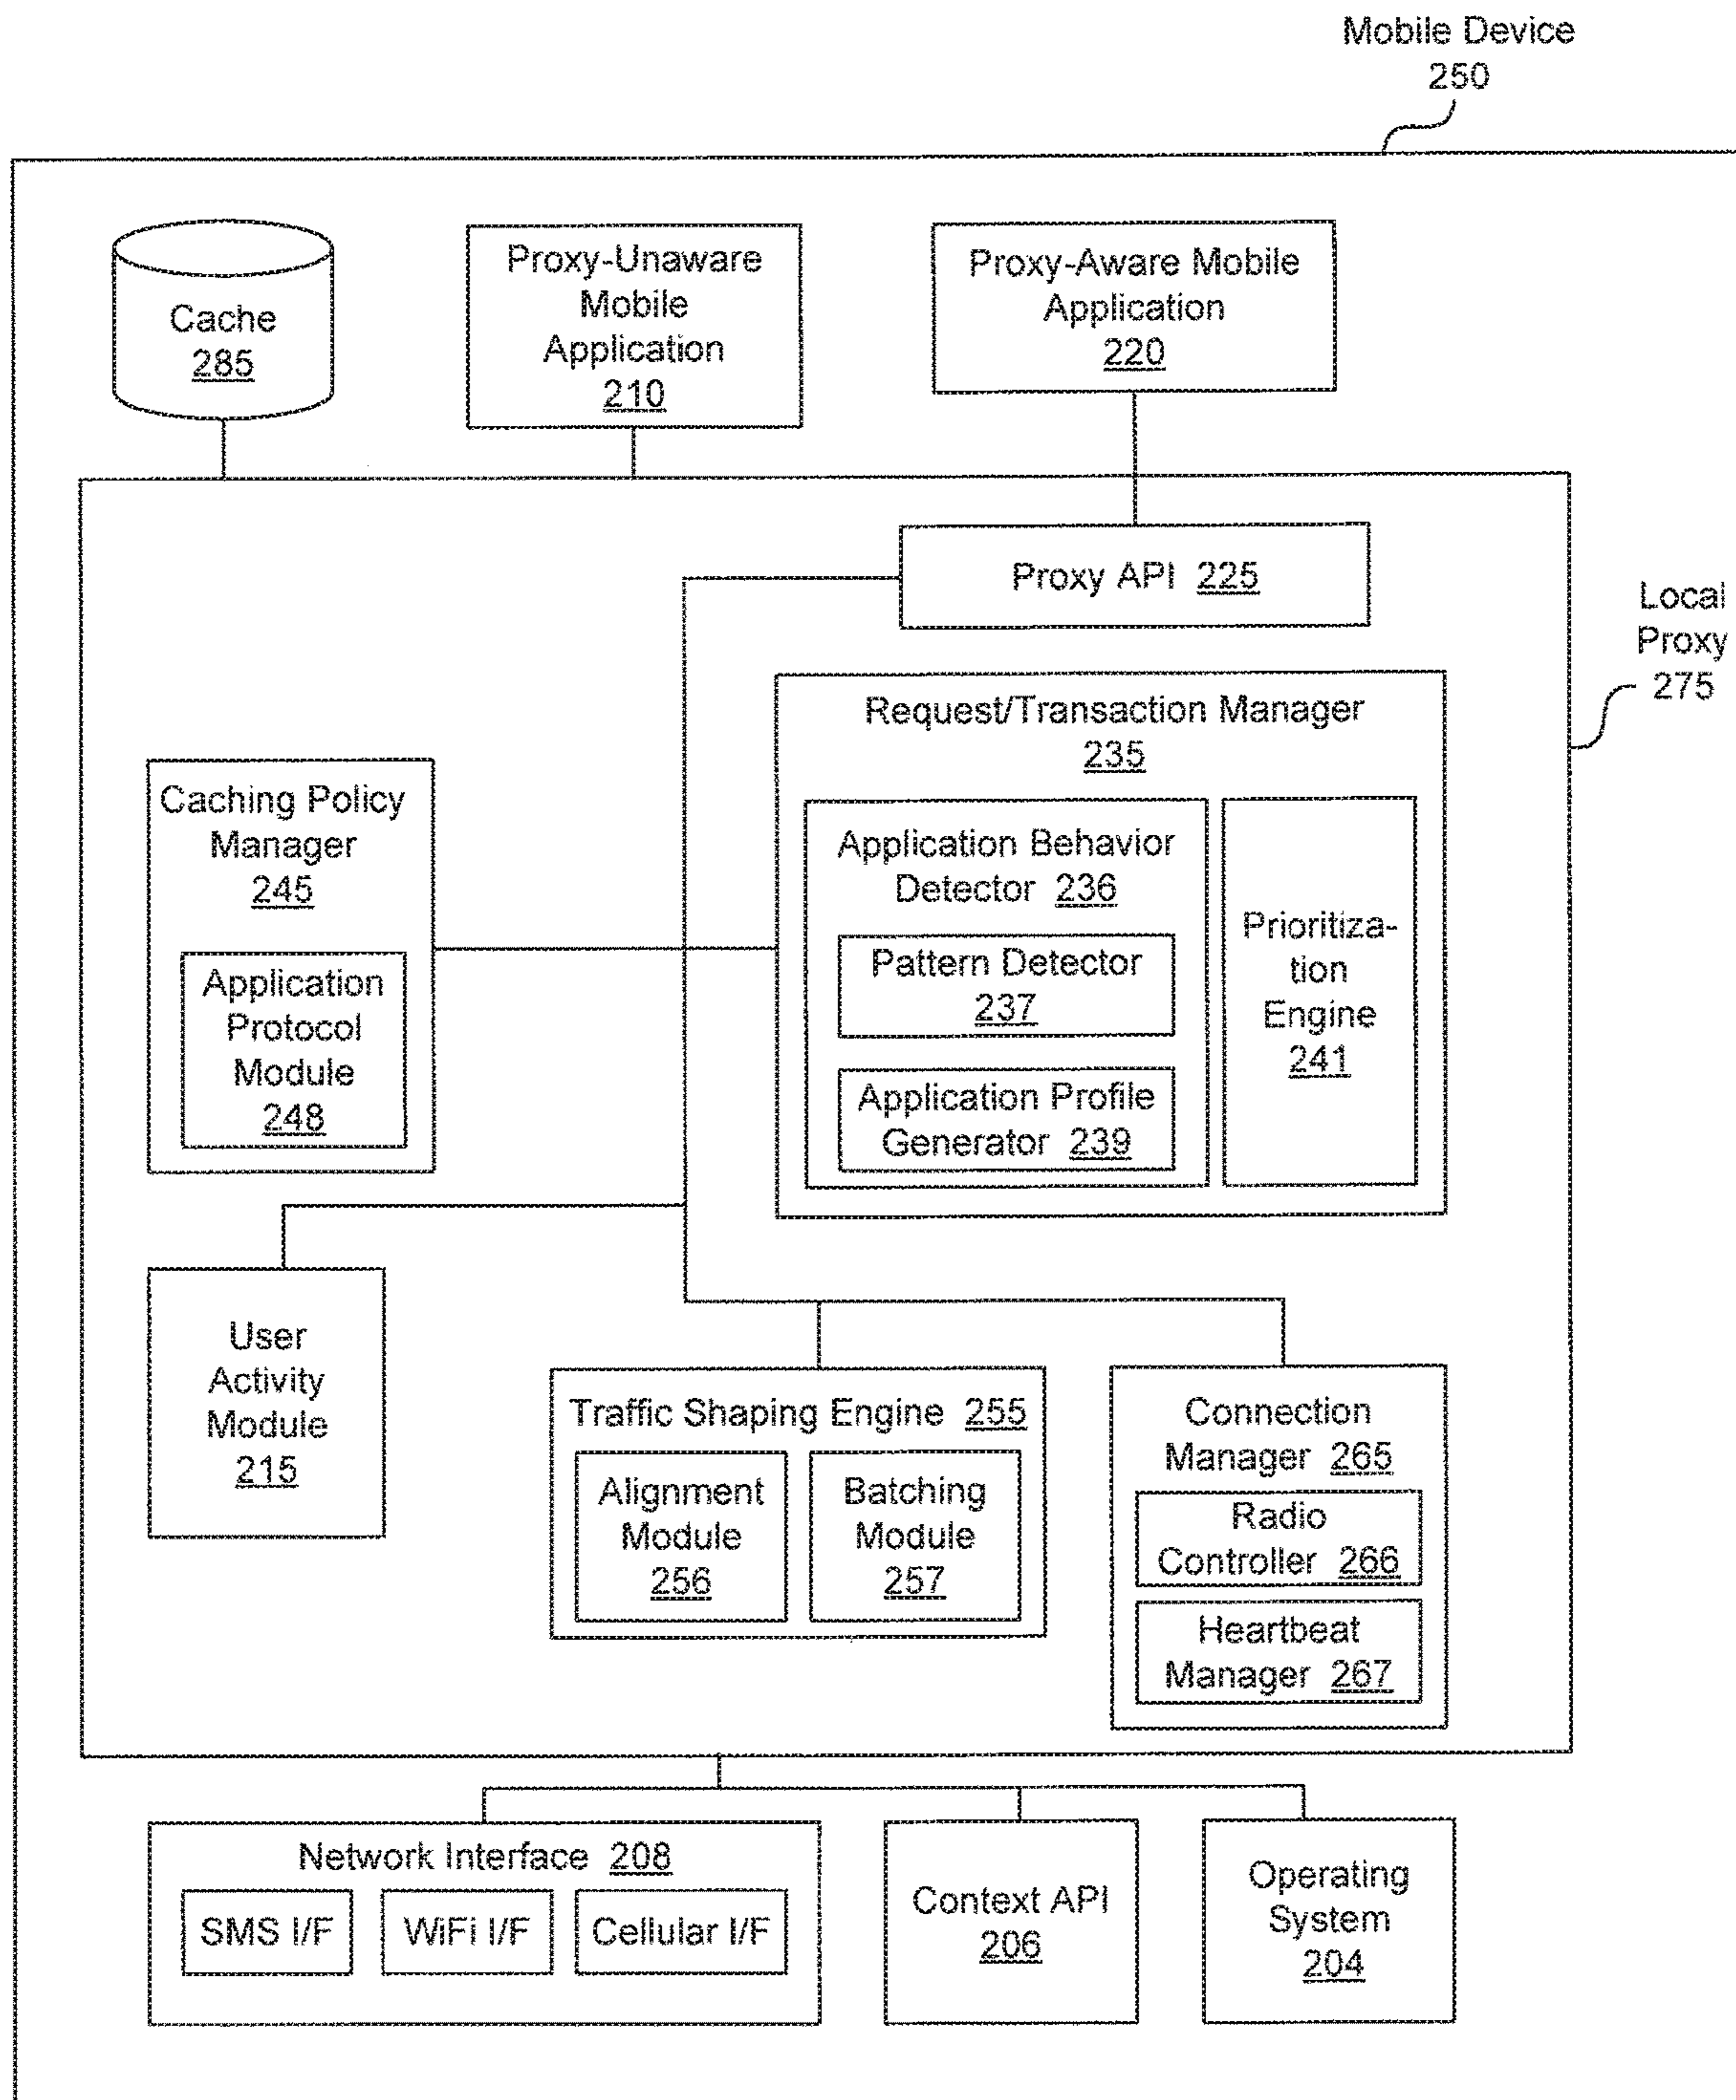 Mobile Device
250
Cache
285
Proxy-Unaware
Mobile
Application
210
Proxy-Aware Mobile
Application
220
Proxy API 225
Local
Proxy
275
Request/Transaction Manager
235
Caching Policy
Manager
245
Application
Protocol
Module
248
Application Behavior
Detector 236
Pattern Detector
237
Application Profile
Generator 239
Prioritiza-
tion
Engine
241
User
Activity
Module
215
Traffic Shaping Engine 255
Alignment
Module
256
Batching
Module
257
Connection
Manager 265
Radio
Controller 266
Heartbeat
Manager 267
Network Interface 208
SMS I/F
WiFi I/F
Cellular I/F
Context API
206
Operating
System
204